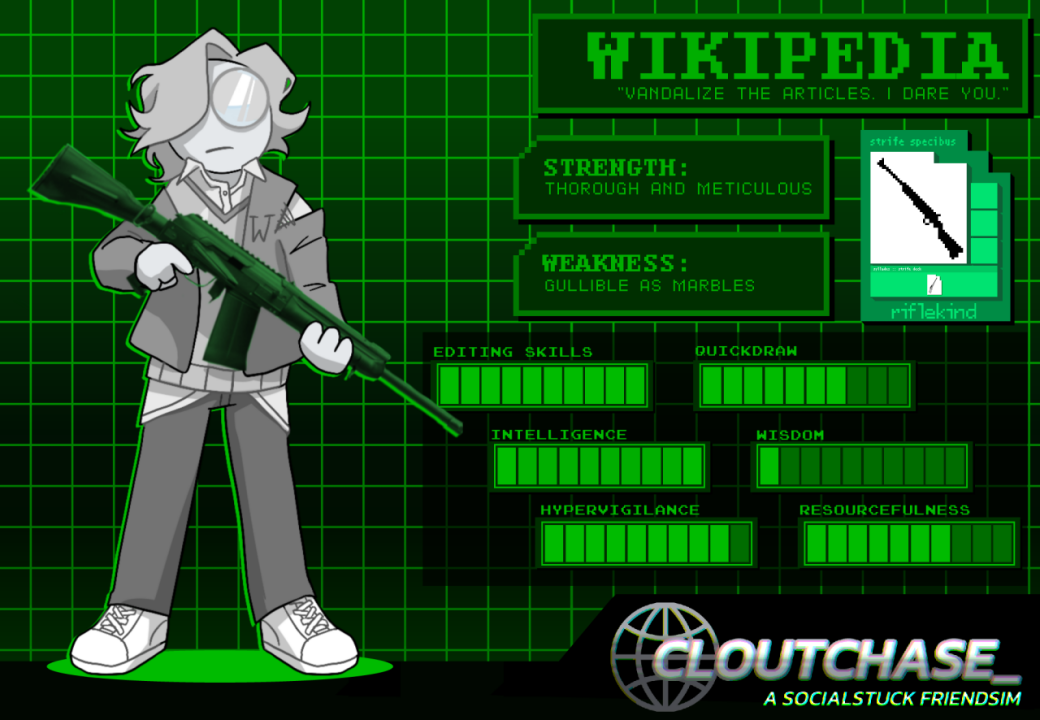 WIKIPEDIA
"VANDALIZE THE ARTICLES. I DARE YOU."
STRENGTH:
THOROUGH AND METICULOUS
strife specibus
WEAKNESS:
GULLIBLE AS MARBLES
riflekind
EDITING SKILLS
QUICKDRAW
INTELLIGENCE
WISDOM
HYPERVIGILANCE
RESOURCEFULNESS
CLOUTCHASE_
A SOCIALSTUCK FRIENDSIM